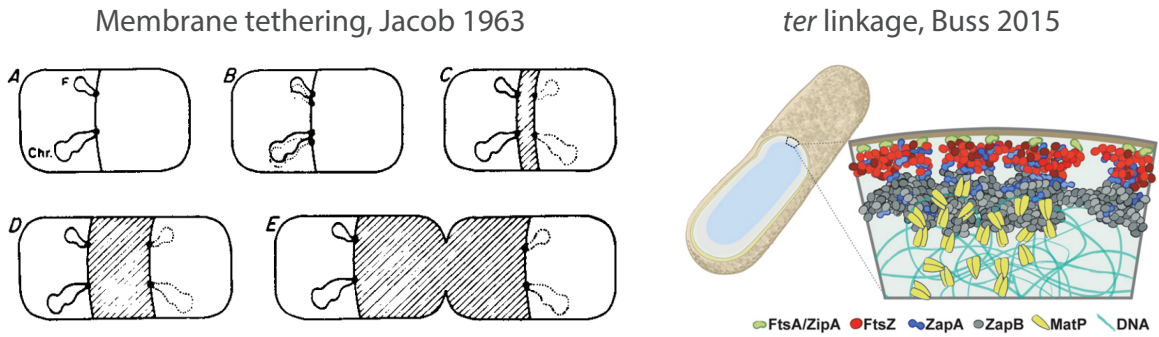 Membrane tethering, Jacob 1963
ter linkage, Buss 2015
A
F
Chr.
B
C
D
E
FtsA/ZipA FtsZ ZapA ZapB MatP DNA